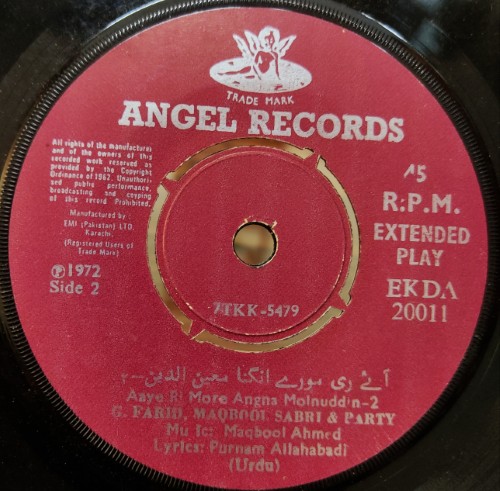 TRADE MARK
ANGEL RECORDS
All rights of the manufactures
and of the owners of this
recorded work reserved as
provided by the Copyright
Ordinance of 1962. Unauthori-
sed public performance,
broadcasting and copying
of this record Prohibited.
Manufactured by :
EMI (Pakistan) LTD.
Karachi.
(Registered Users of
Trade Mark)
℗1972
Side 2
45
R.P.M.
EXTENDED
PLAY
EKDA
20011
7TKK-5479
آئے ری مورے انگنا معین الدین–۲
Aaye Ri More Angna Moinuddin-2
G. FARID, MAQBOOL SABRI & PARTY
Music: Maqbool Ahmed
Lyrics: Purnam Allahabadi
(Urdu)